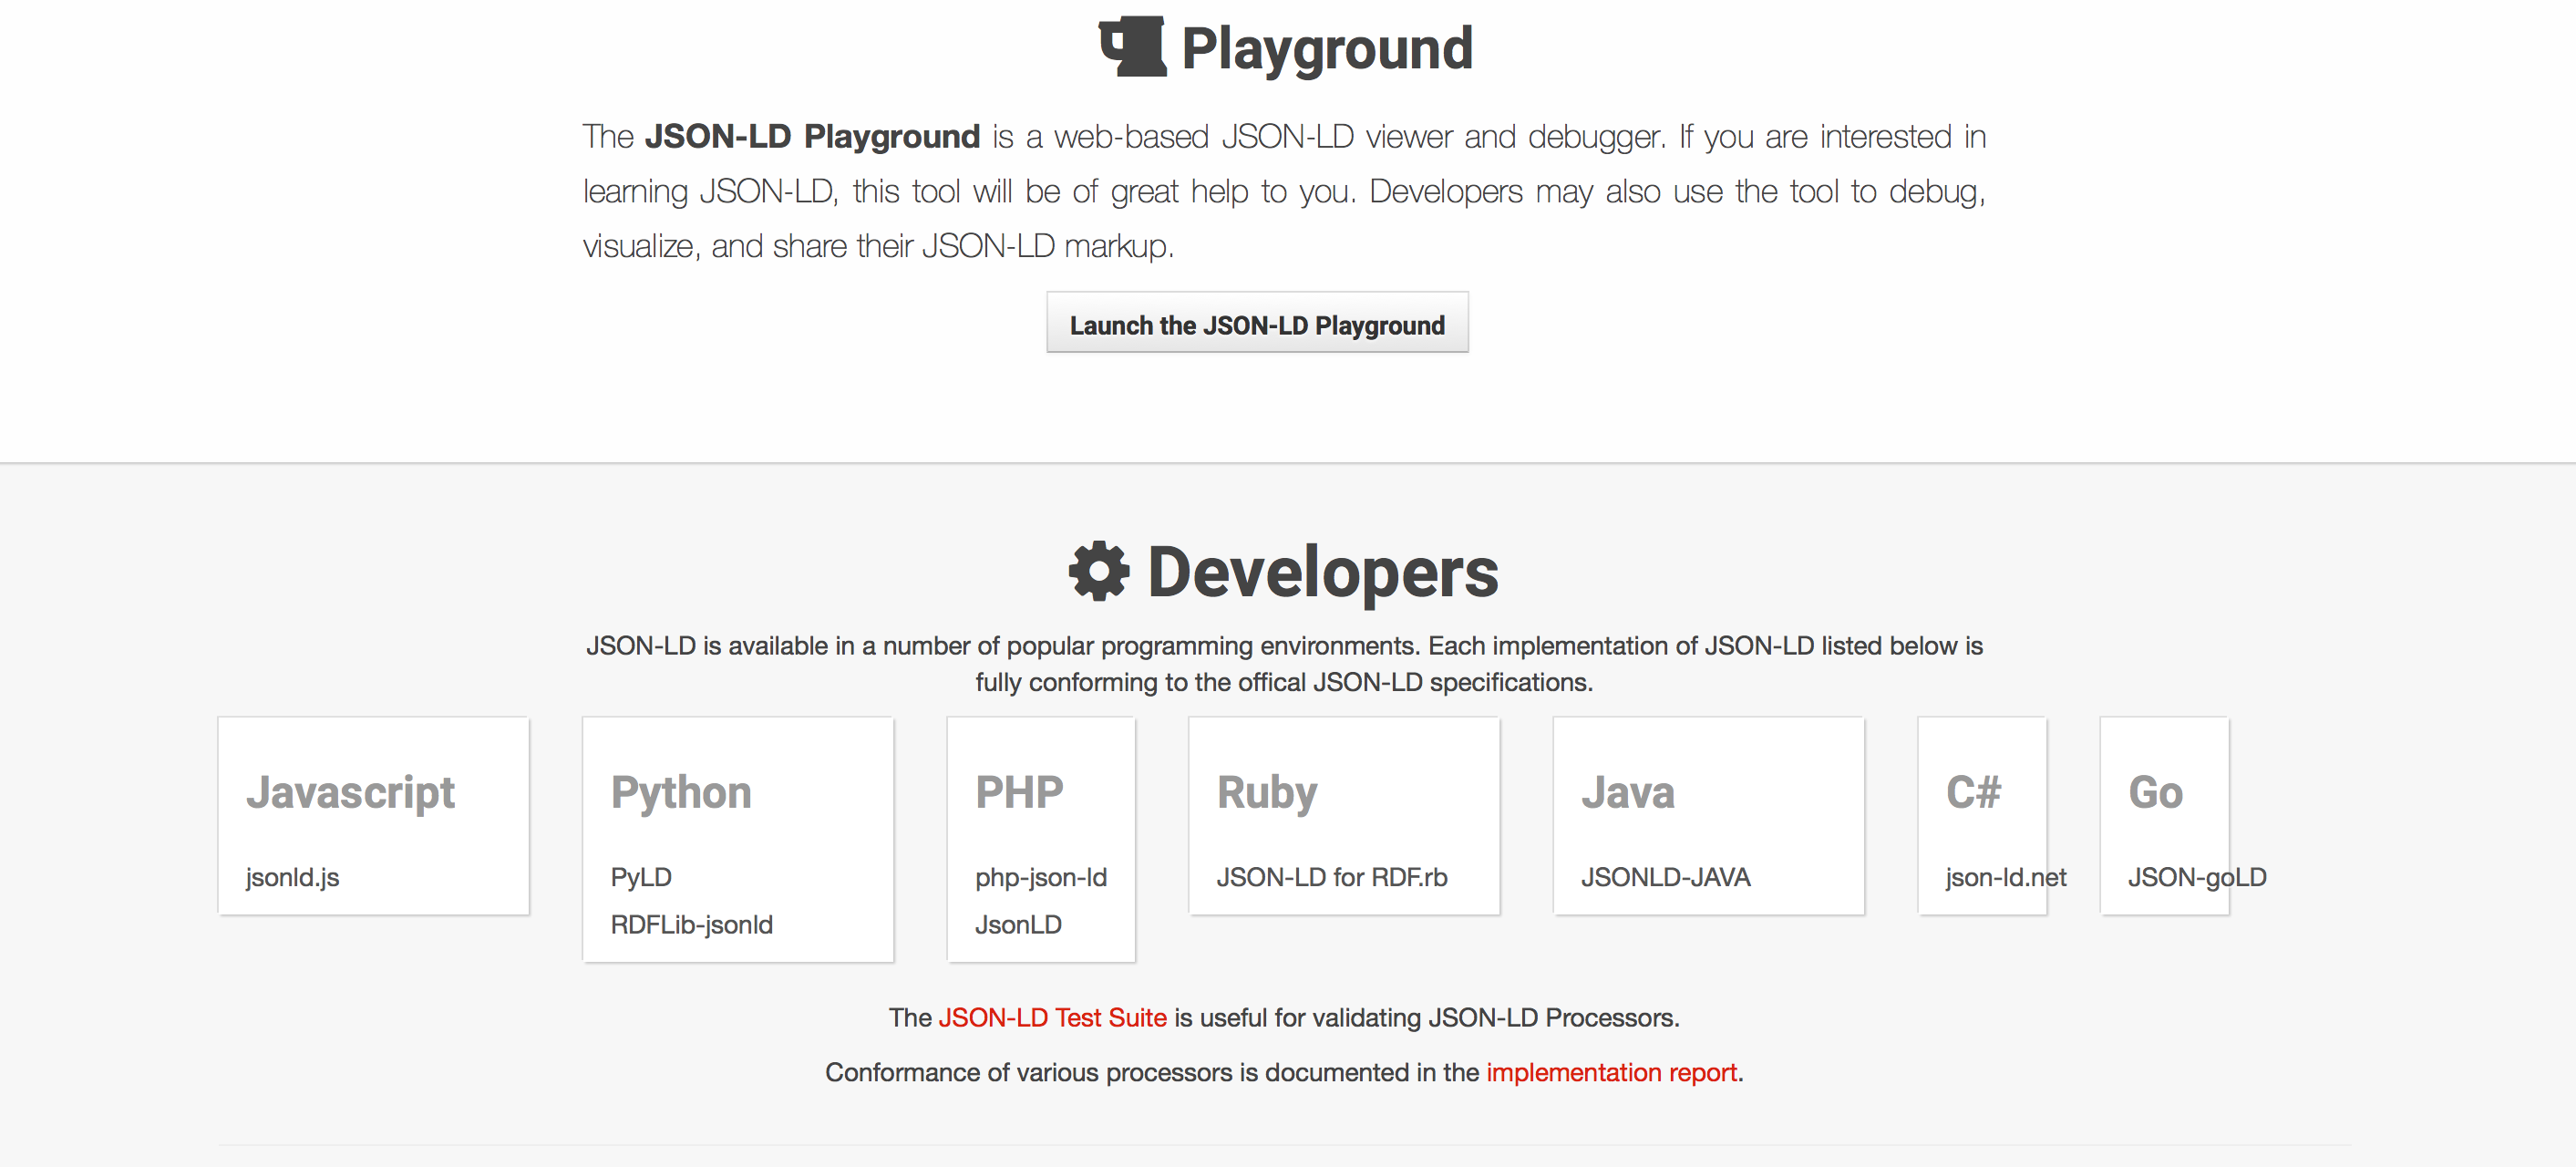 Playground
The JSON-LD Playground is a web-based JSON-LD viewer and debugger. If you are interested in
learning JSON-LD, this tool will be of great help to you. Developers may also use the tool to debug,
visualize, and share their JSON-LD markup.
Launch the JSON-LD Playground
Developers
JSON-LD is available in a number of popular programming environments. Each implementation of JSON-LD listed below is
fully conforming to the offical JSON-LD specifications.
Javascript
jsonld.js
Python
PyLD
RDFLib-jsonld
PHP
php-json-ld
JsonLD
Ruby
JSON-LD for RDF.rb
Java
JSONLD-JAVA
C#
json-ld.net
Go
JSON-goLD
The JSON-LD Test Suite is useful for validating JSON-LD Processors.
Conformance of various processors is documented in the implementation report.